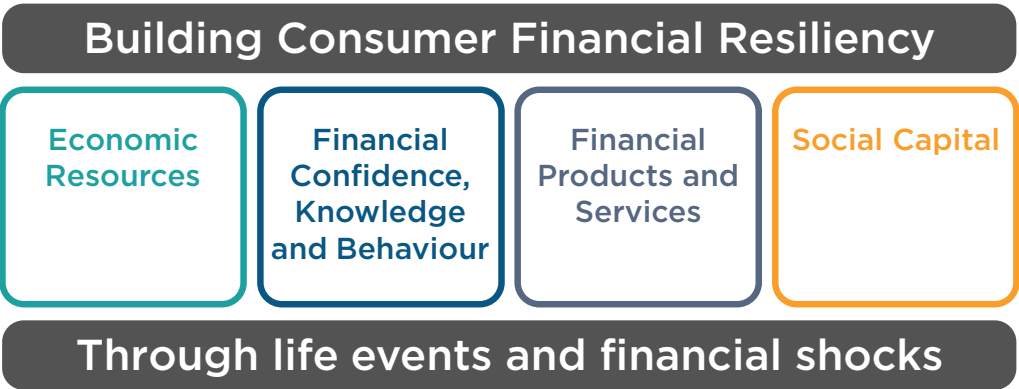 Building Consumer Financial Resiliency
Economic
Resources
Financial
Confidence,
Knowledge
and Behaviour
Financial
Products and
Services
Social Capital
Through life events and financial shocks